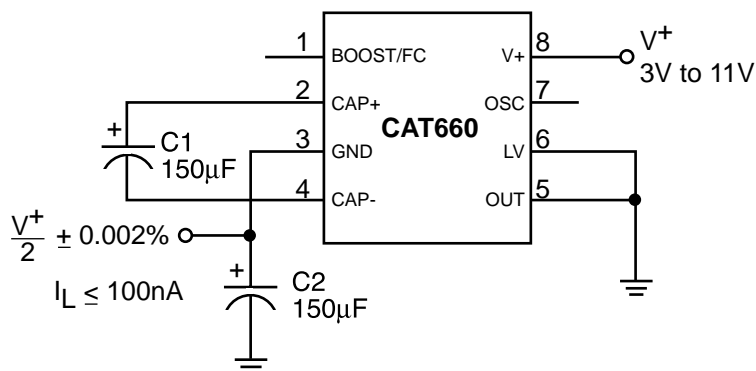 1
BOOST/FC
V+
8
V+
3V to 11V
2
CAP+
OSC
7
CAT660
+
C1
150µF
3
GND
LV
6
4
CAP-
OUT
5
V+
2
± 0.002%
IL ≤ 100nA
+
C2
150µF